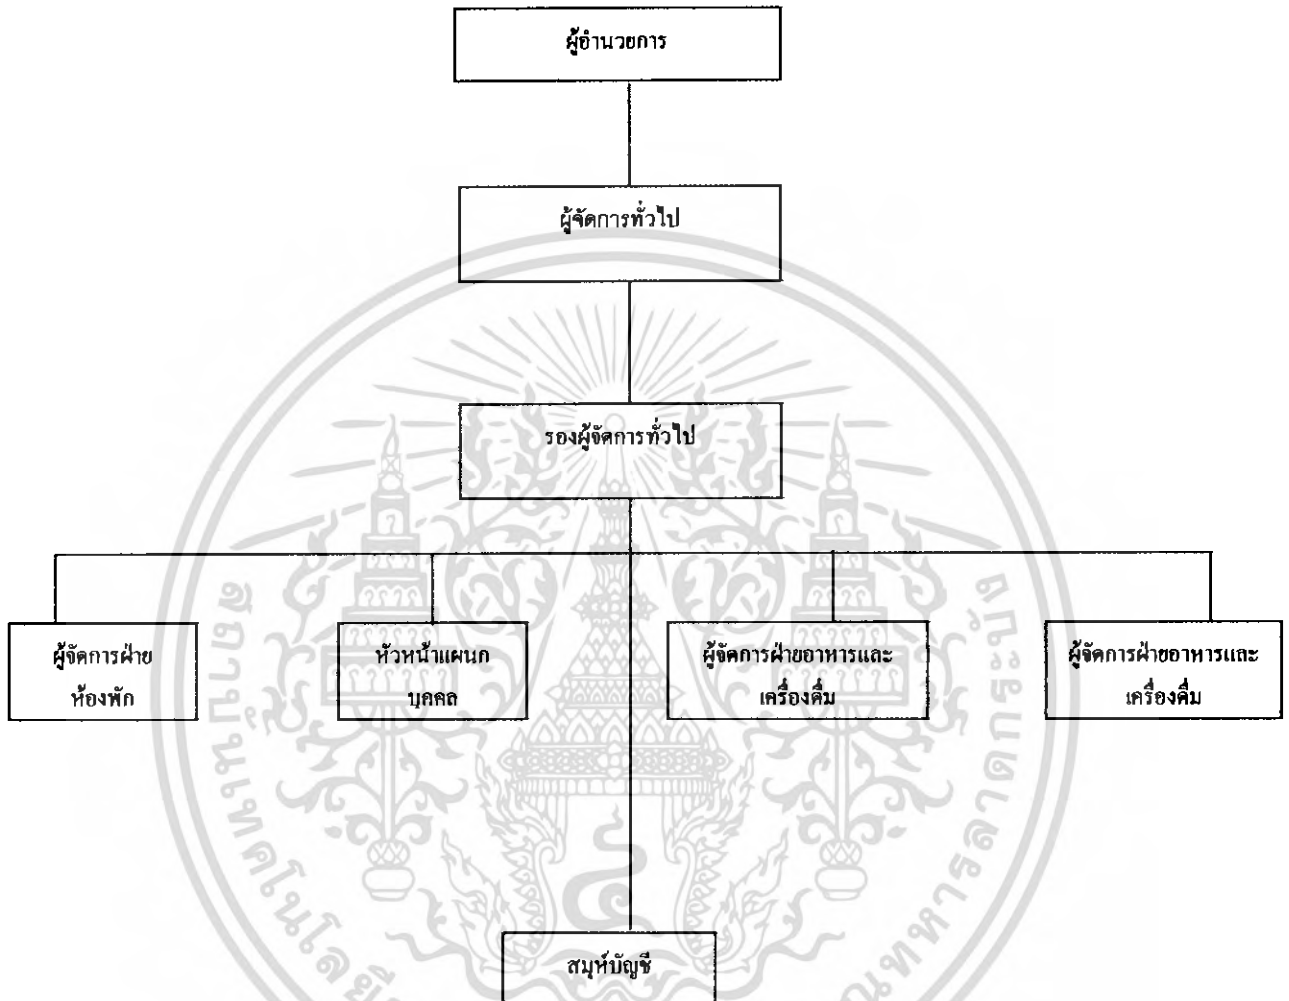 ผู้อำนวยการ
ผู้จัดการทั่วไป
รองผู้จัดการทั่วไป
ผู้จัดการฝ่าย
ห้องพัก
หัวหน้าแผนก
บุคคล
ผู้จัดการฝ่ายอาหารและ
เครื่องดื่ม
ผู้จัดการฝ่ายอาหารและ
เครื่องดื่ม
สมุห์บัญชี